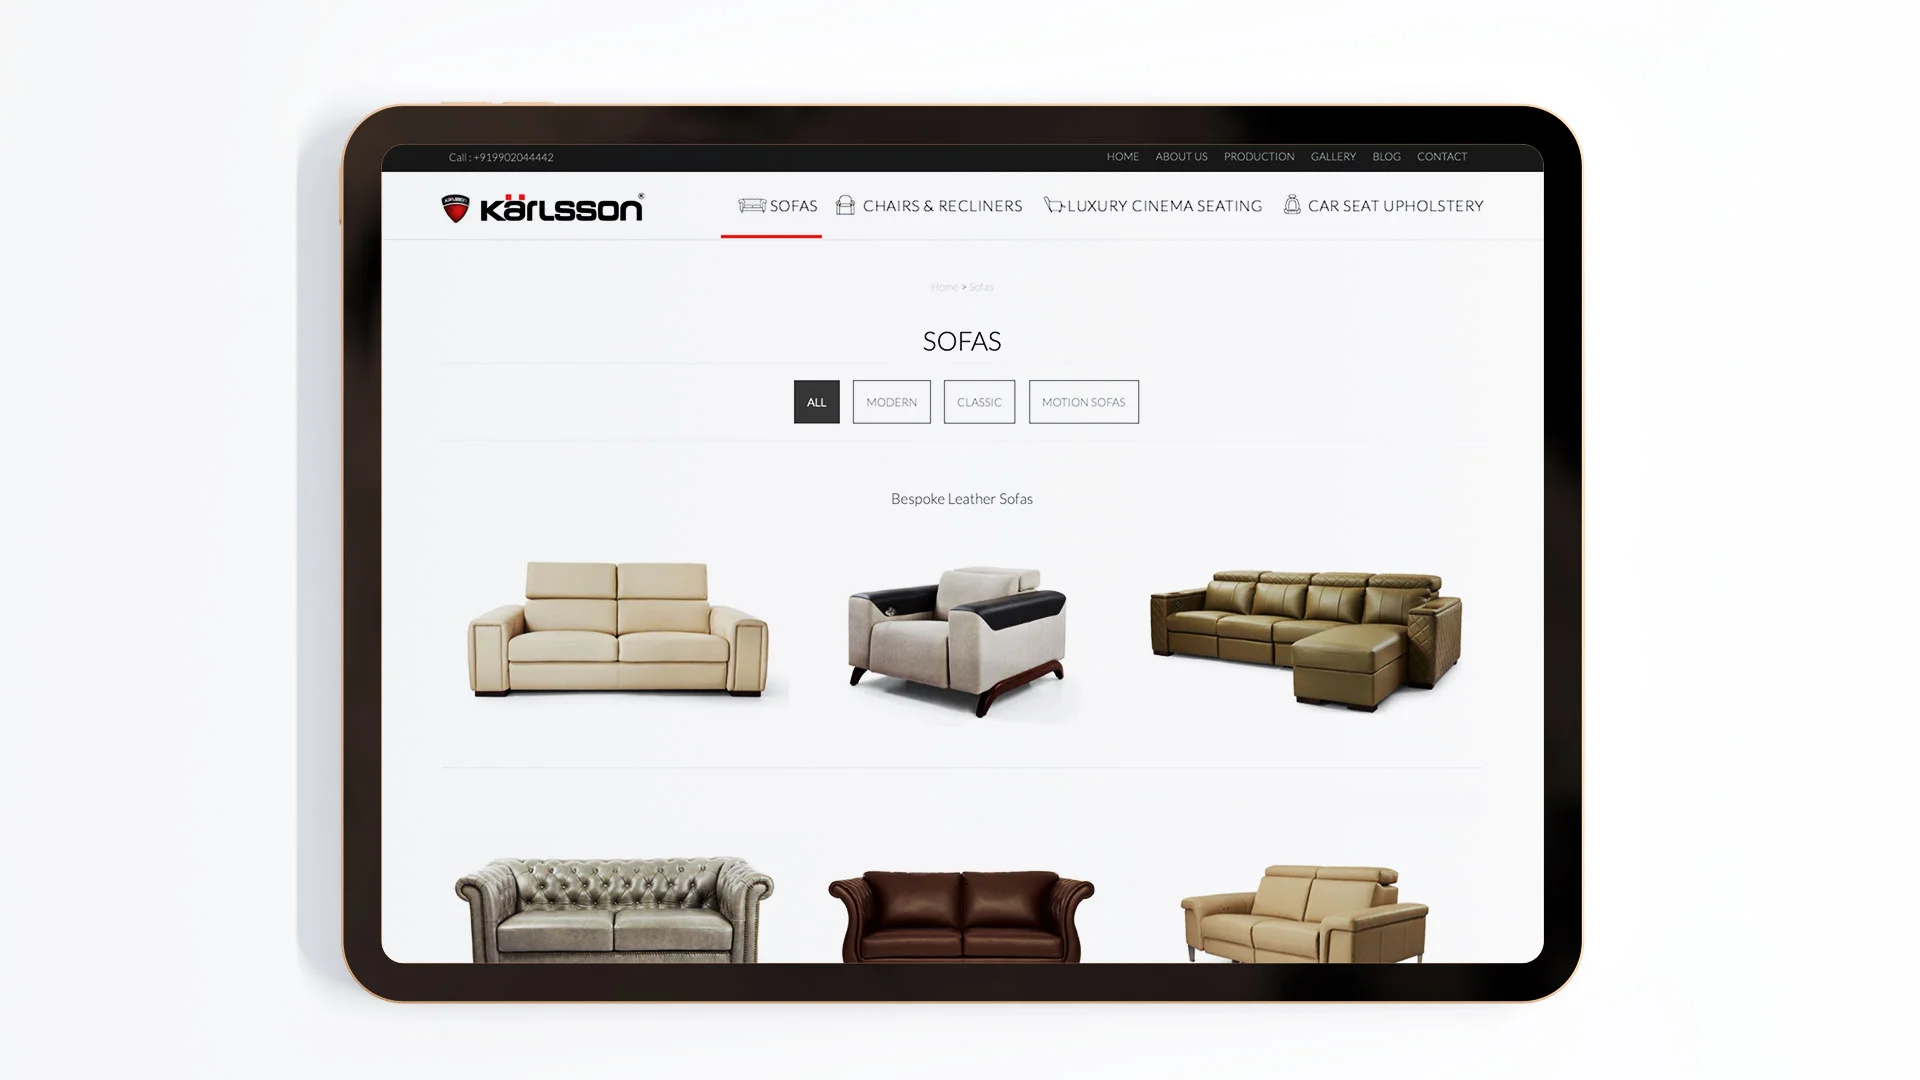 Call : +919902044442
HOME ABOUT US PRODUCTION GALLERY BLOG CONTACT
KÄRLSSON®
SOFAS CHAIRS & RECLINERS LUXURY CINEMA SEATING CAR SEAT UPHOLSTERY
Home > Sofas
SOFAS
ALL MODERN CLASSIC MOTION SOFAS
Bespoke Leather Sofas